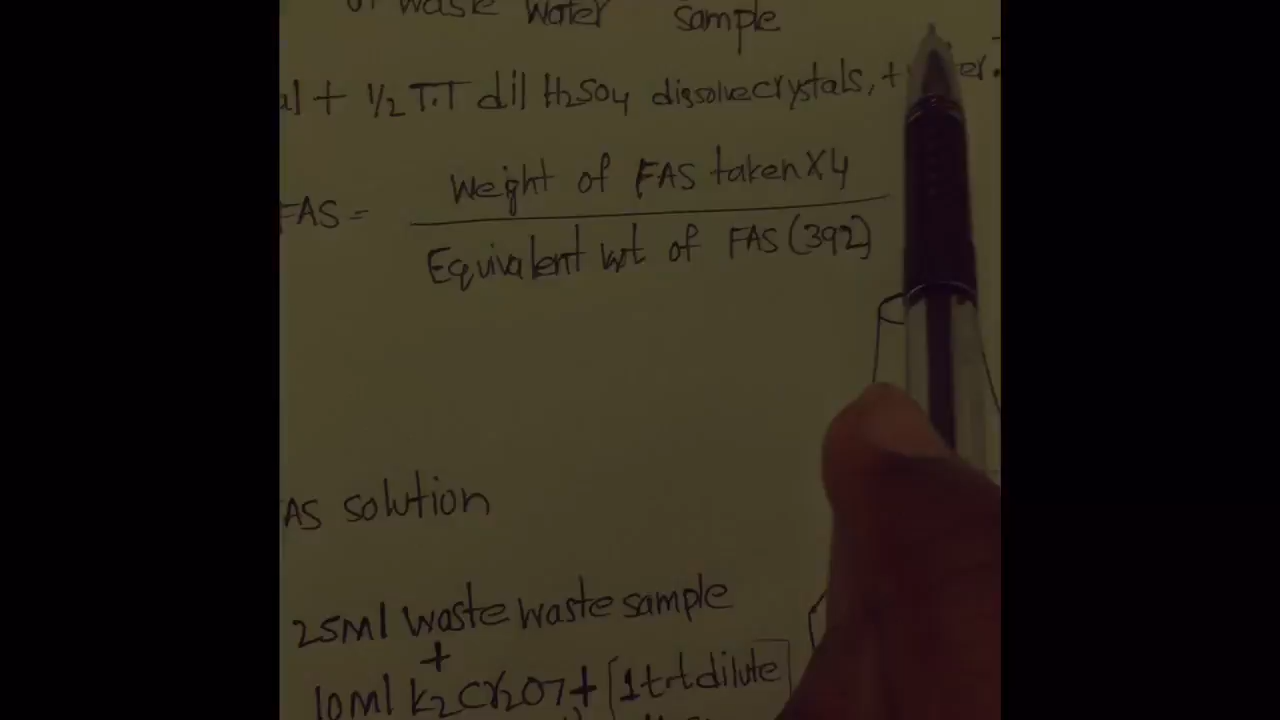 of waste water sample
al + 1/2 T.T dil H2SO4 dissolve crystals, +
FAS = Weight of FAS taken X 4
Equivalent wt of FAS (392)
AS solution
25ml waste waste sample
+
10ml K2Cr2O7 + [1 t.t dilute